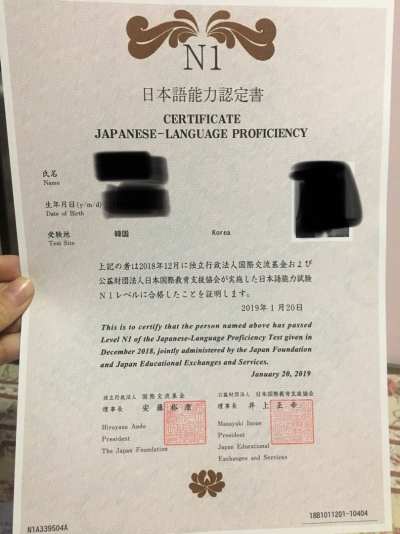 N1
日本語能力認定書
CERTIFICATE
JAPANESE-LANGUAGE PROFICIENCY
氏名
Name
生年月日(y/m/d)
Date of Birth
受験地 韓国 Korea
Test Site
上記の者は2018年12月に独立行政法人国際交流基金および
公益財団法人日本国際教育支援協会が実施した日本語能力試験
N1レベルに合格したことを証明します。
2019年1月20日
This is to certify that the person named above has passed
Level N1 of the Japanese-Language Proficiency Test given in
December 2018, jointly administered by the Japan Foundation
and Japan Educational Exchanges and Services.
January 20, 2019
独立行政法人 国際交流基金 公益財団法人 日本国際教育支援協会
理事長 安藤裕康 理事長 井上正幸
Hiroyasu Ando Masayuki Inoue
President President
The Japan Foundation Japan Educational
Exchanges and Services
N1A339504A 18B1011201-10404